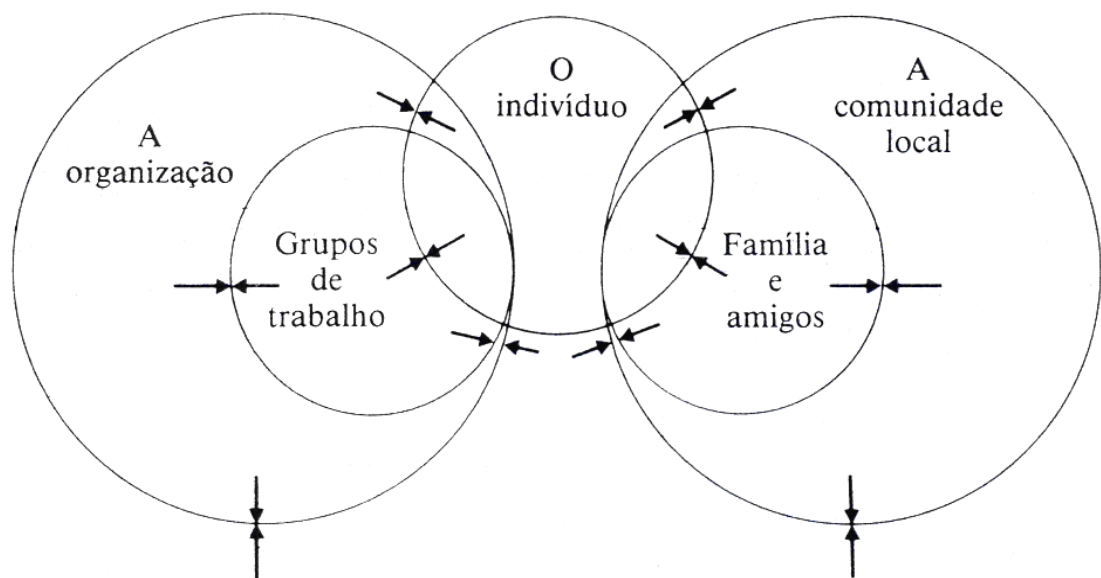 A
organização
Grupos
de
trabalho
O
indivíduo
Família
e
amigos
A
comunidade
local